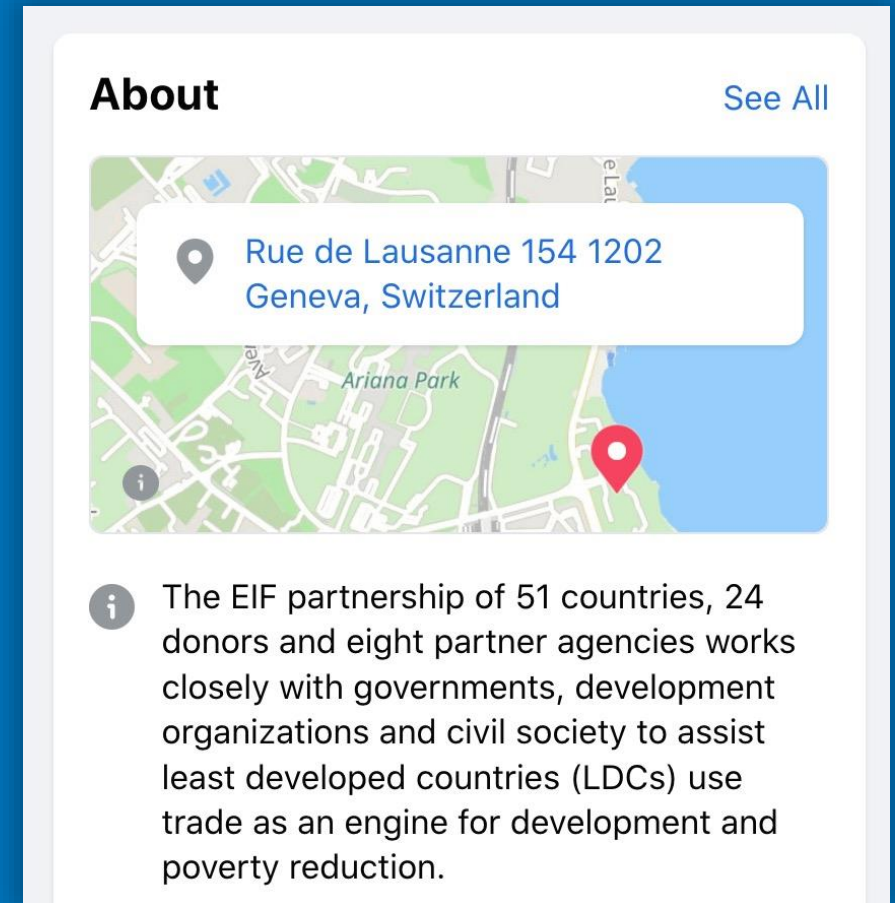 About
See All
e Lau
Rue de Lausanne 154 1202
Geneva, Switzerland
Ave
Ariana Park
The EIF partnership of 51 countries, 24
donors and eight partner agencies works
closely with governments, development
organizations and civil society to assist
least developed countries (LDCs) use
trade as an engine for development and
poverty reduction.